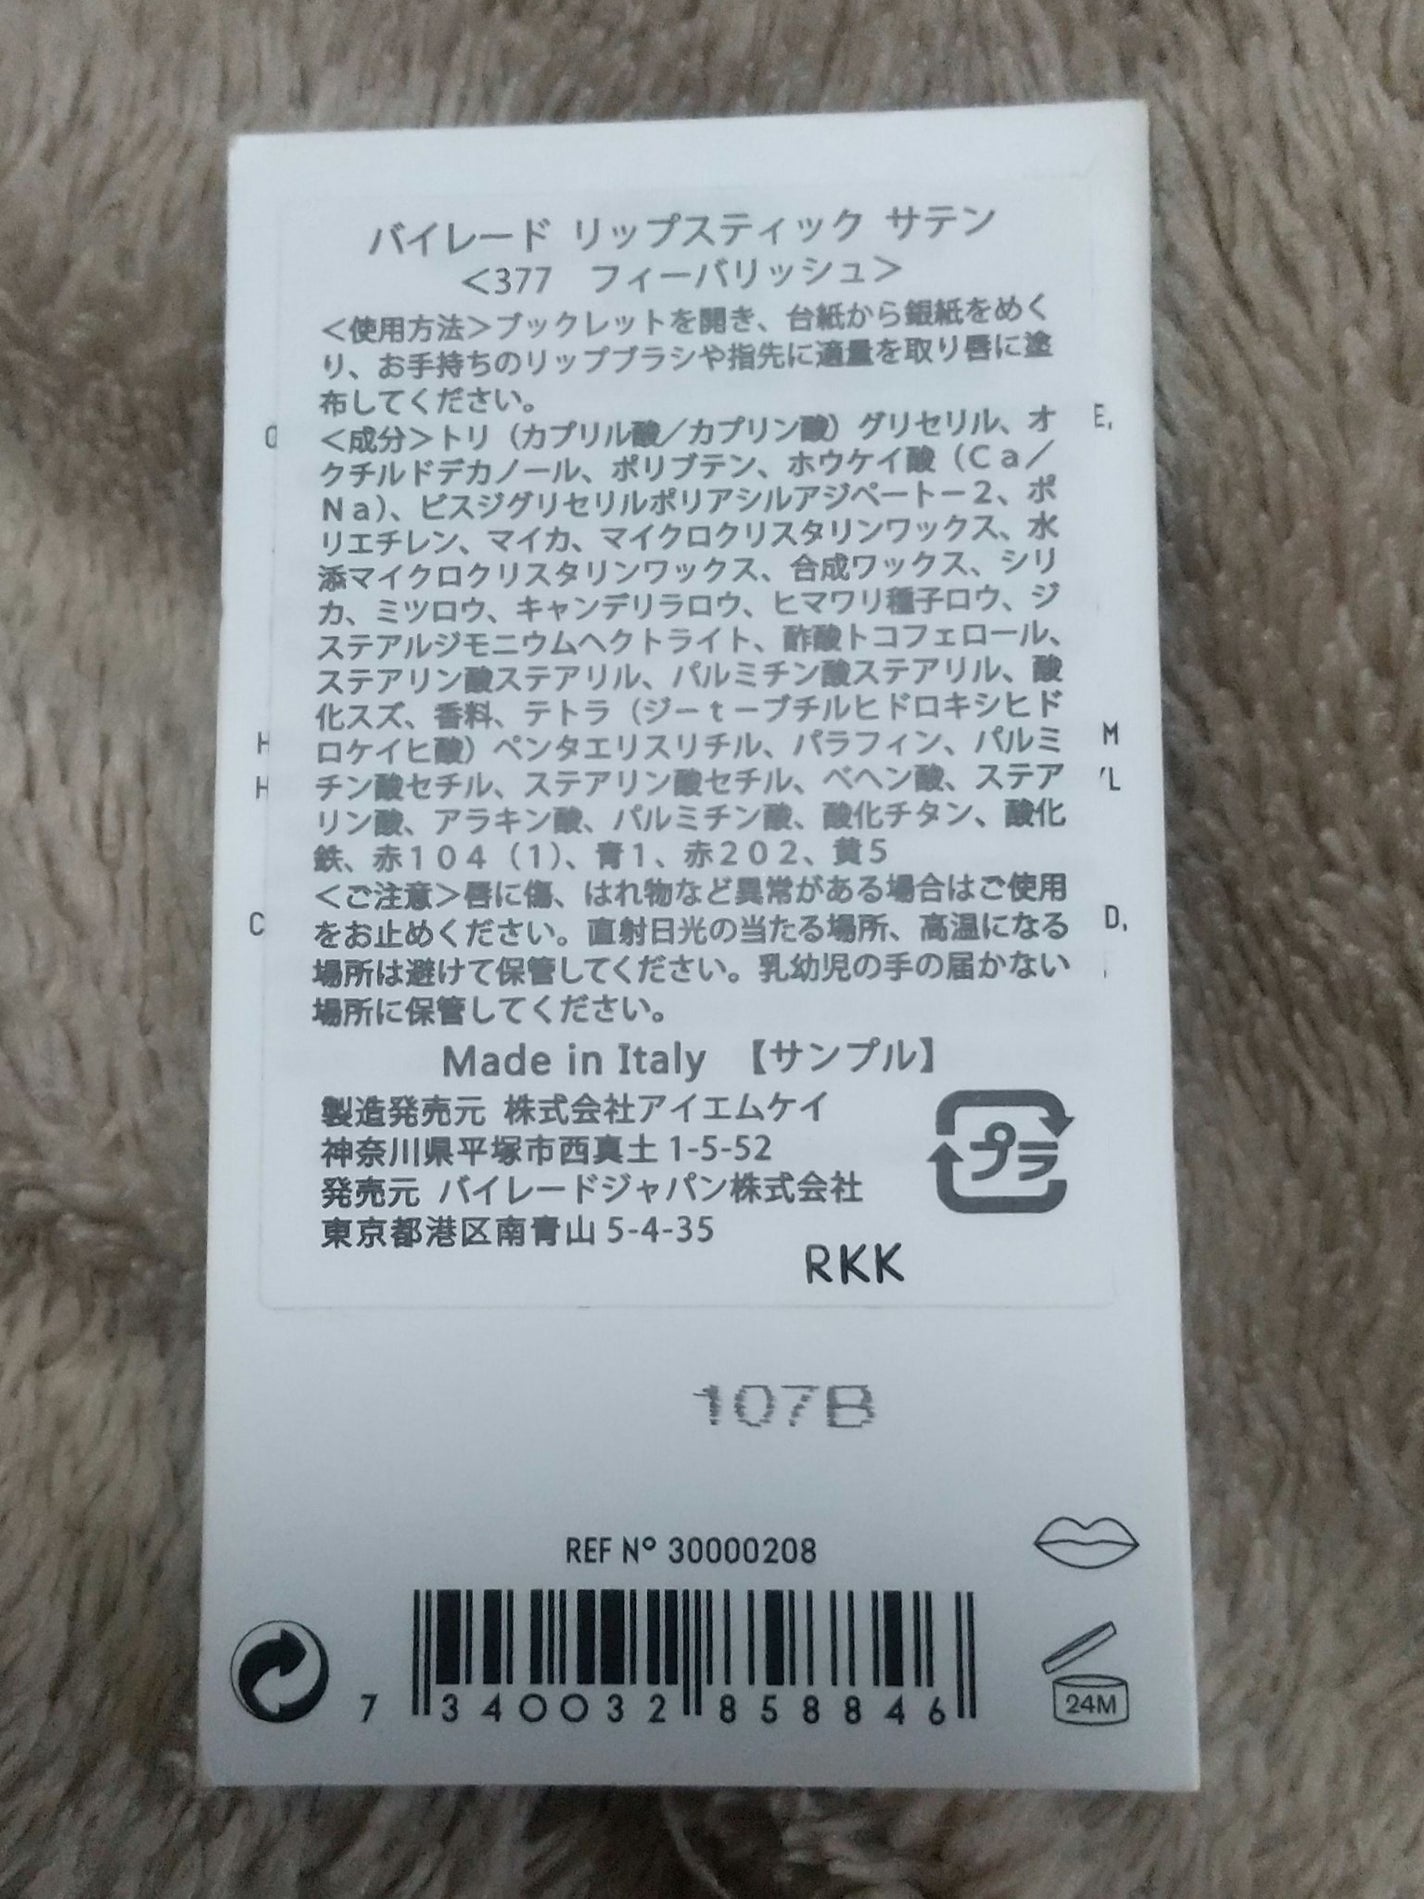 バイレード リップスティック サテン
＜377　フィーバリッシュ＞
＜使用方法＞ブックレットを開き、台紙から銀紙をめく
り、お手持ちのリップブラシや指先に適量を取り唇に塗
布してください。
＜成分＞トリ（カプリル酸／カプリン酸）グリセリル、オ
クチルドデカノール、ポリブテン、ホウケイ酸（Ｃａ／
Ｎａ）、ビスジグリセリルポリアシルアジペートー２、ポ
リエチレン、マイカ、マイクロクリスタリンワックス、水
添マイクロクリスタリンワックス、合成ワックス、シリ
カ、ミツロウ、キャンデリラロウ、ヒマワリ種子ロウ、ジ
ステアルジモニウムヘクトライト、酢酸トコフェロール、
ステアリン酸ステアリル、パルミチン酸ステアリル、酸
化スズ、香料、テトラ（ジーｔーブチルヒドロキシヒド
ロケイヒ酸）ペンタエリスリチル、パラフィン、パルミ
チン酸セチル、ステアリン酸セチル、ベヘン酸、ステア
リン酸、アラキン酸、パルミチン酸、酸化チタン、酸化
鉄、赤１０４（１）、青１、赤２０２、黄５
＜ご注意＞唇に傷、はれ物など異常がある場合はご使用
をお止めください。直射日光の当たる場所、高温になる
場所は避けて保管してください。乳幼児の手の届かない
場所に保管してください。
Made in Italy 【サンプル】
製造発売元 株式会社アイエムケイ
神奈川県平塚市西真土 1-5-52
発売元 バイレードジャパン株式会社
東京都港区南青山 5-4-35
プラ
RKK
107B
REF Nº 30000208
7 340032 858846
24M